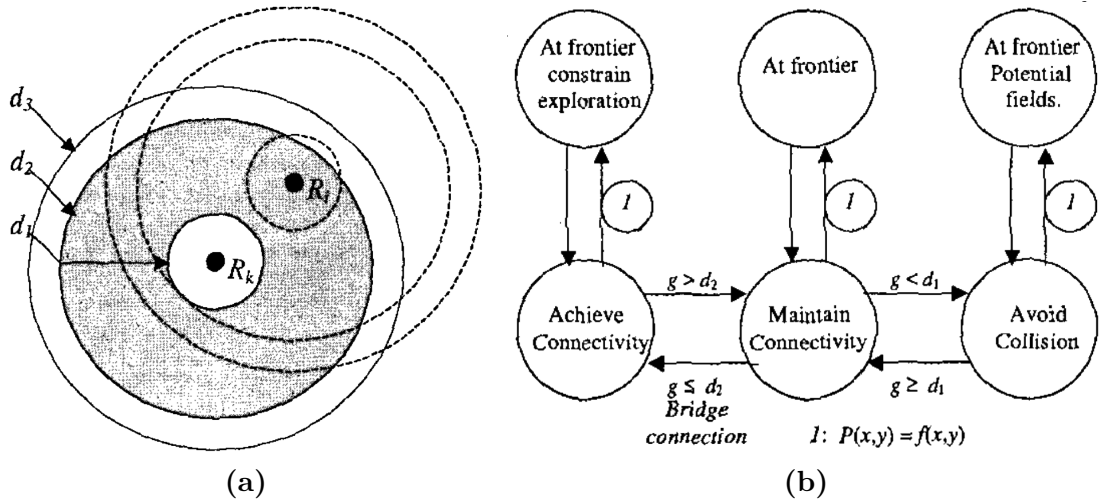 d3
d2
d1
Rk
Ri
(a)
At frontier
constrain
exploration
At frontier
At frontier
Potential
fields.
1
1
1
Achieve
Connectivity
g > d2
g ≤ d2
Bridge
connection
Maintain
Connectivity
g < d1
g ≥ d1
Avoid
Collision
1: P(x,y) = f(x,y)
(b)